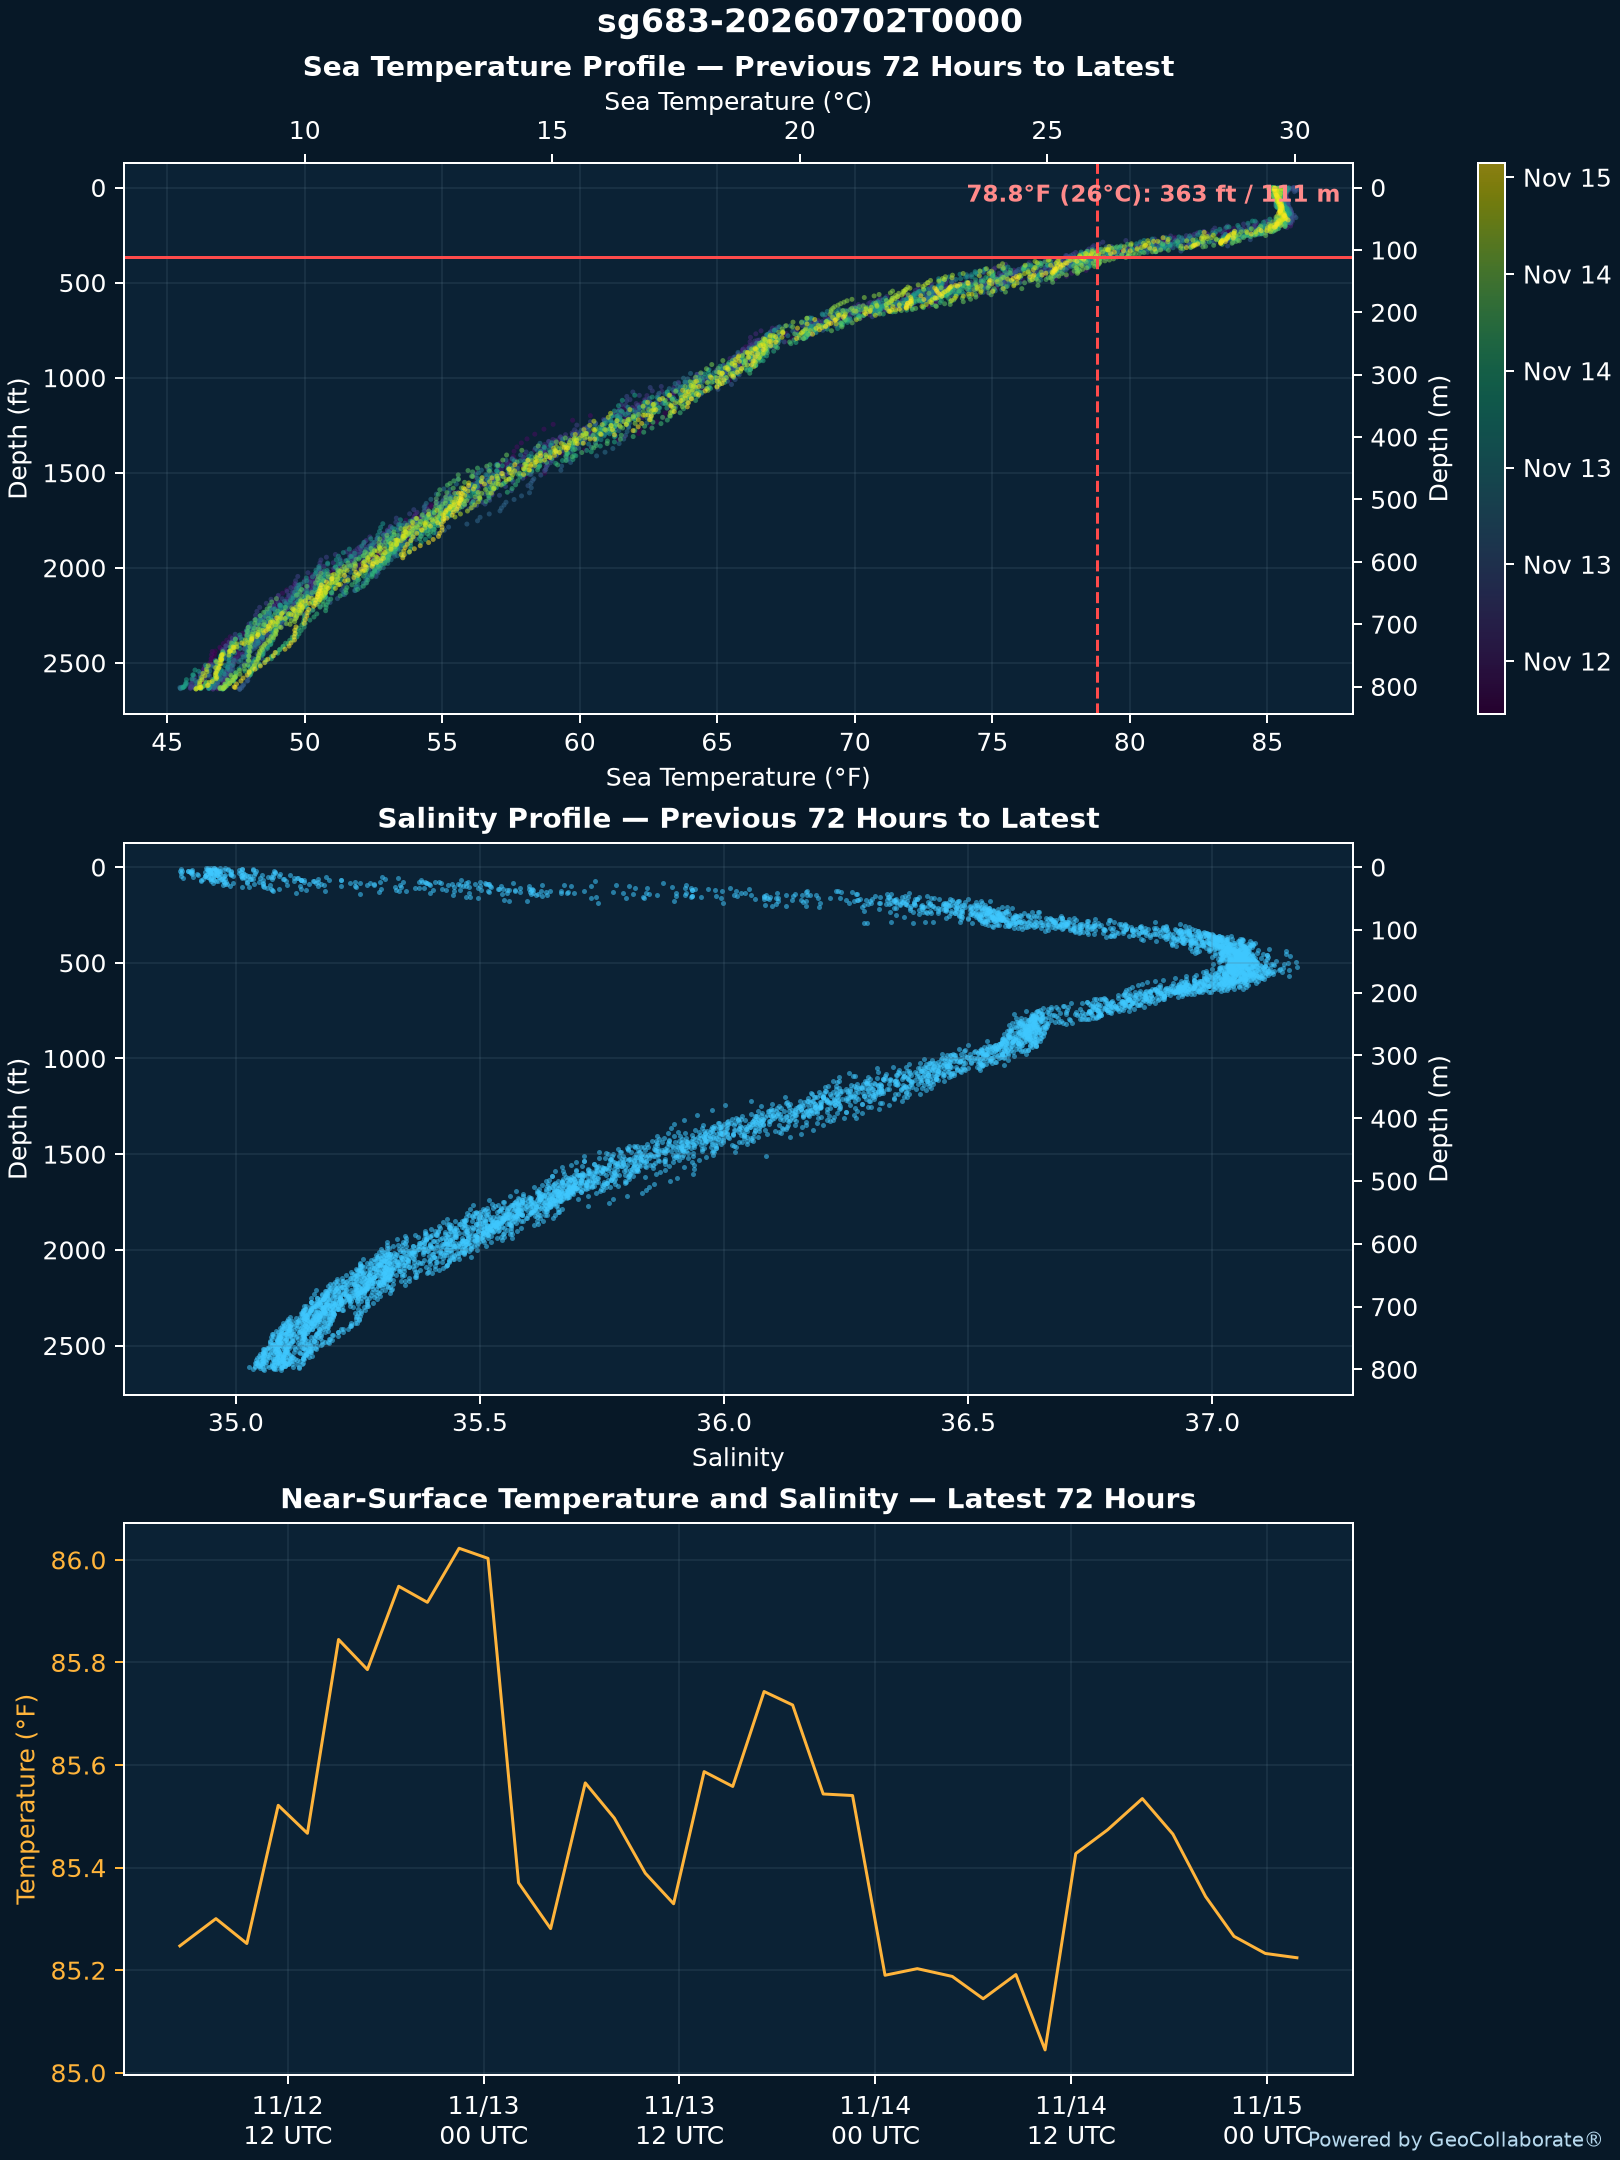 sg683-20260702T0000
Sea Temperature Profile — Previous 72 Hours to Latest
Sea Temperature (°C)
10 15 20 25 30
78.8°F (26°C): 363 ft / 111 m
Depth (ft)
0
500
1000
1500
2000
2500
Depth (m)
0
100
200
300
400
500
600
700
800
45 50 55 60 65 70 75 80 85
Sea Temperature (°F)
Nov 15
Nov 14
Nov 14
Nov 13
Nov 13
Nov 12
Salinity Profile — Previous 72 Hours to Latest
Depth (ft)
0
500
1000
1500
2000
2500
Depth (m)
0
100
200
300
400
500
600
700
800
35.0 35.5 36.0 36.5 37.0
Salinity
Near-Surface Temperature and Salinity — Latest 72 Hours
Temperature (°F)
86.0
85.8
85.6
85.4
85.2
85.0
11/12 11/13 11/13 11/14 11/14 11/15
12 UTC 00 UTC 12 UTC 00 UTC 12 UTC 00 UTC
Powered by GeoCollaborate®